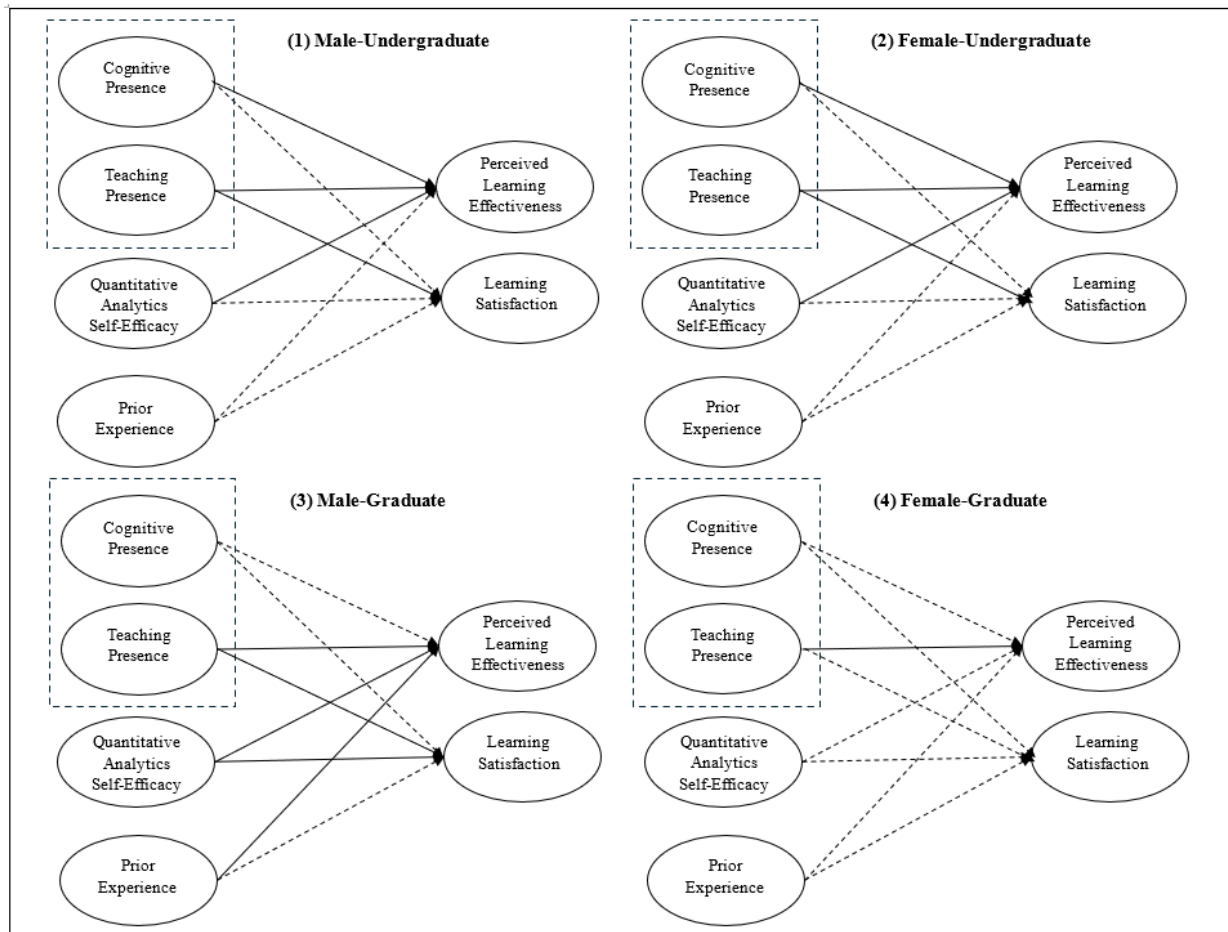 (1) Male-Undergraduate
Cognitive
Presence
Teaching
Presence
Perceived
Learning
Effectiveness
Quantitative
Analytics
Self-Efficacy
Learning
Satisfaction
Prior
Experience
(2) Female-Undergraduate
Cognitive
Presence
Teaching
Presence
Perceived
Learning
Effectiveness
Quantitative
Analytics
Self-Efficacy
Learning
Satisfaction
Prior
Experience
(3) Male-Graduate
Cognitive
Presence
Teaching
Presence
Perceived
Learning
Effectiveness
Quantitative
Analytics
Self-Efficacy
Learning
Satisfaction
Prior
Experience
(4) Female-Graduate
Cognitive
Presence
Teaching
Presence
Perceived
Learning
Effectiveness
Quantitative
Analytics
Self-Efficacy
Learning
Satisfaction
Prior
Experience